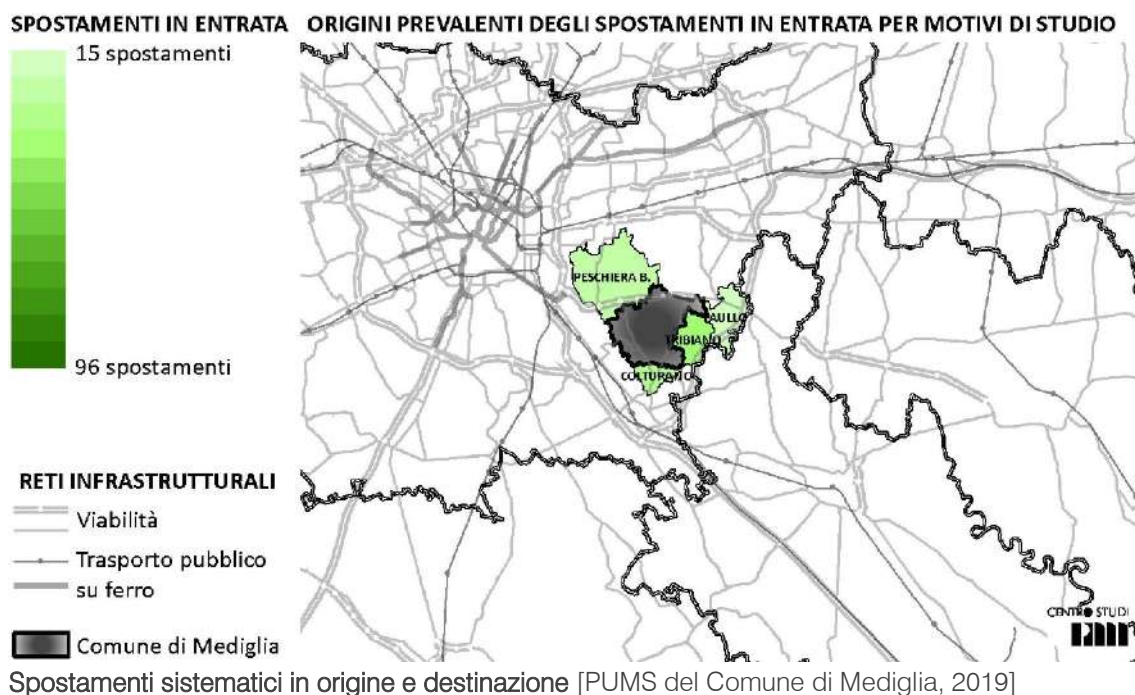 SPOSTAMENTI IN ENTRATA
ORIGINI PREVALENTI DEGLI SPOSTAMENTI IN ENTRATA PER MOTIVI DI STUDIO
15 spostamenti
96 spostamenti
PESCHIERA B.
AULLO
TRIBIANO
COLTURANO
RETI INFRASTRUTTURALI
Viabilità
Trasporto pubblico
su ferro
Comune di Mediglia
CENTRO STUDI
PIM
Spostamenti sistematici in origine e destinazione [PUMS del Comune di Mediglia, 2019]